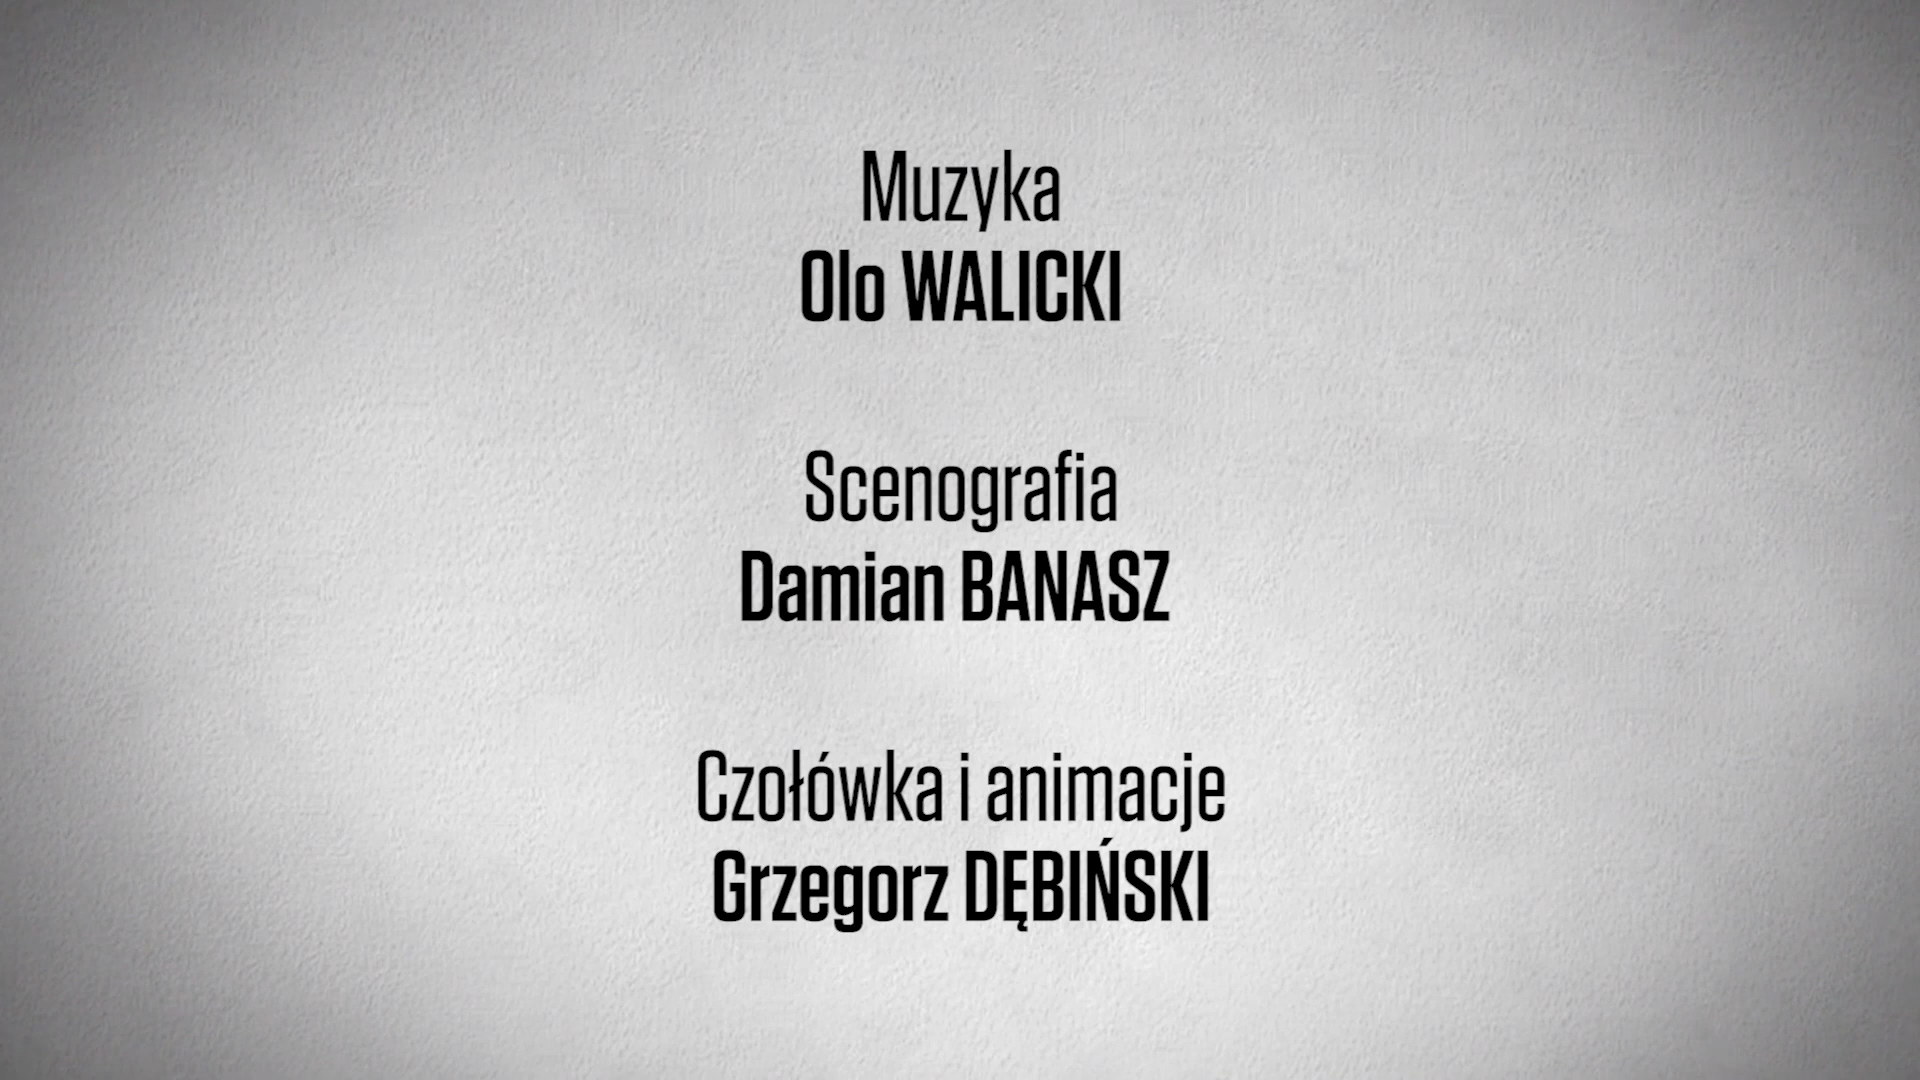 Muzyka
Olo WALICKI
Scenografia
Damian BANASZ
Czołówka i animacje
Grzegorz DĘBIŃSKI